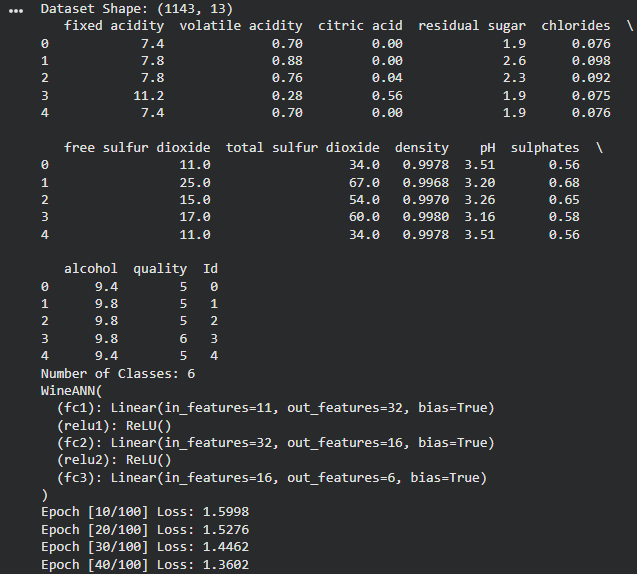 ... Dataset Shape: (1143, 13)
fixed acidity volatile acidity citric acid residual sugar chlorides \
0 7.4 0.70 0.00 1.9 0.076
1 7.8 0.88 0.00 2.6 0.098
2 7.8 0.76 0.04 2.3 0.092
3 11.2 0.28 0.56 1.9 0.075
4 7.4 0.70 0.00 1.9 0.076
free sulfur dioxide total sulfur dioxide density pH sulphates \
0 11.0 34.0 0.9978 3.51 0.56
1 25.0 67.0 0.9968 3.20 0.68
2 15.0 54.0 0.9970 3.26 0.65
3 17.0 60.0 0.9980 3.16 0.58
4 11.0 34.0 0.9978 3.51 0.56
alcohol quality Id
0 9.4 5 0
1 9.8 5 1
2 9.8 5 2
3 9.8 6 3
4 9.4 5 4
Number of Classes: 6
WineANN(
(fc1): Linear(in_features=11, out_features=32, bias=True)
(relu1): ReLU()
(fc2): Linear(in_features=32, out_features=16, bias=True)
(relu2): ReLU()
(fc3): Linear(in_features=16, out_features=6, bias=True)
)
Epoch [10/100] Loss: 1.5998
Epoch [20/100] Loss: 1.5276
Epoch [30/100] Loss: 1.4462
Epoch [40/100] Loss: 1.3602